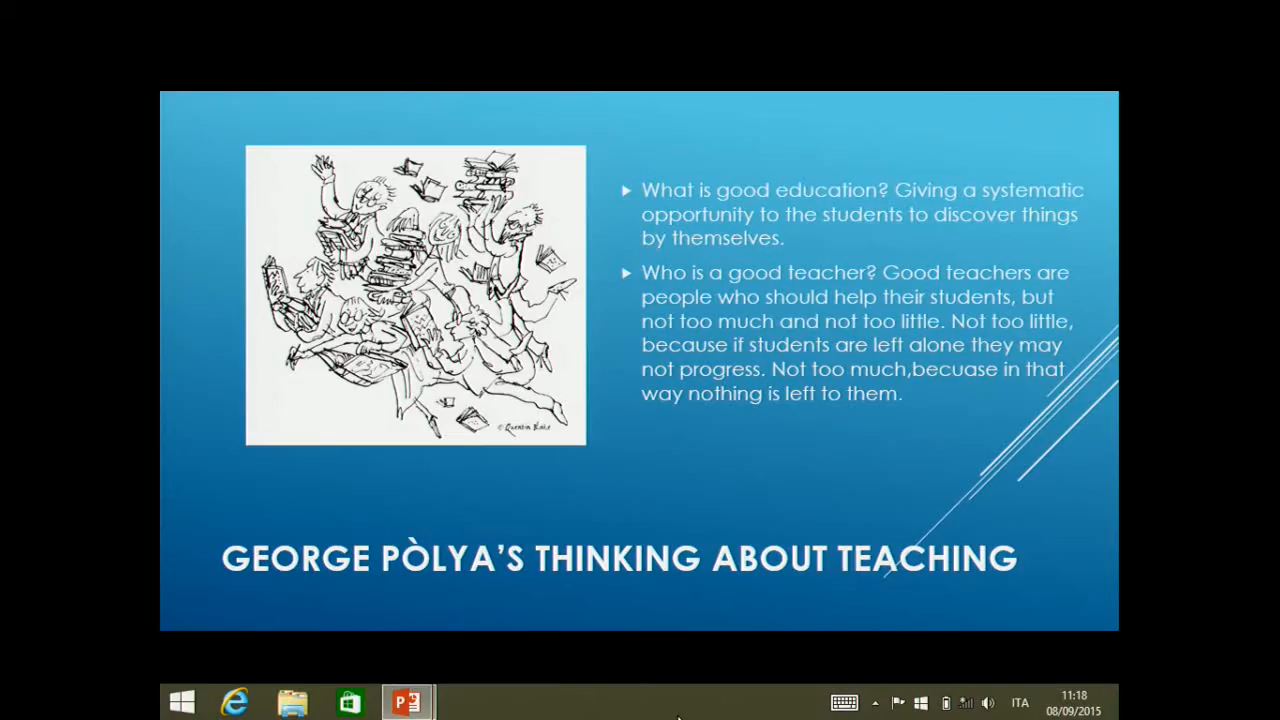 What is good education? Giving a systematic
opportunity to the students to discover things
by themselves.
Who is a good teacher? Good teachers are
people who should help their students, but
not too much and not too little. Not too little,
because if students are left alone they may
not progress. Not too much,becuase in that
way nothing is left to them.
© Quentin Blake
GEORGE PÒLYA'S THINKING ABOUT TEACHING
ITA
11:18
08/09/2015